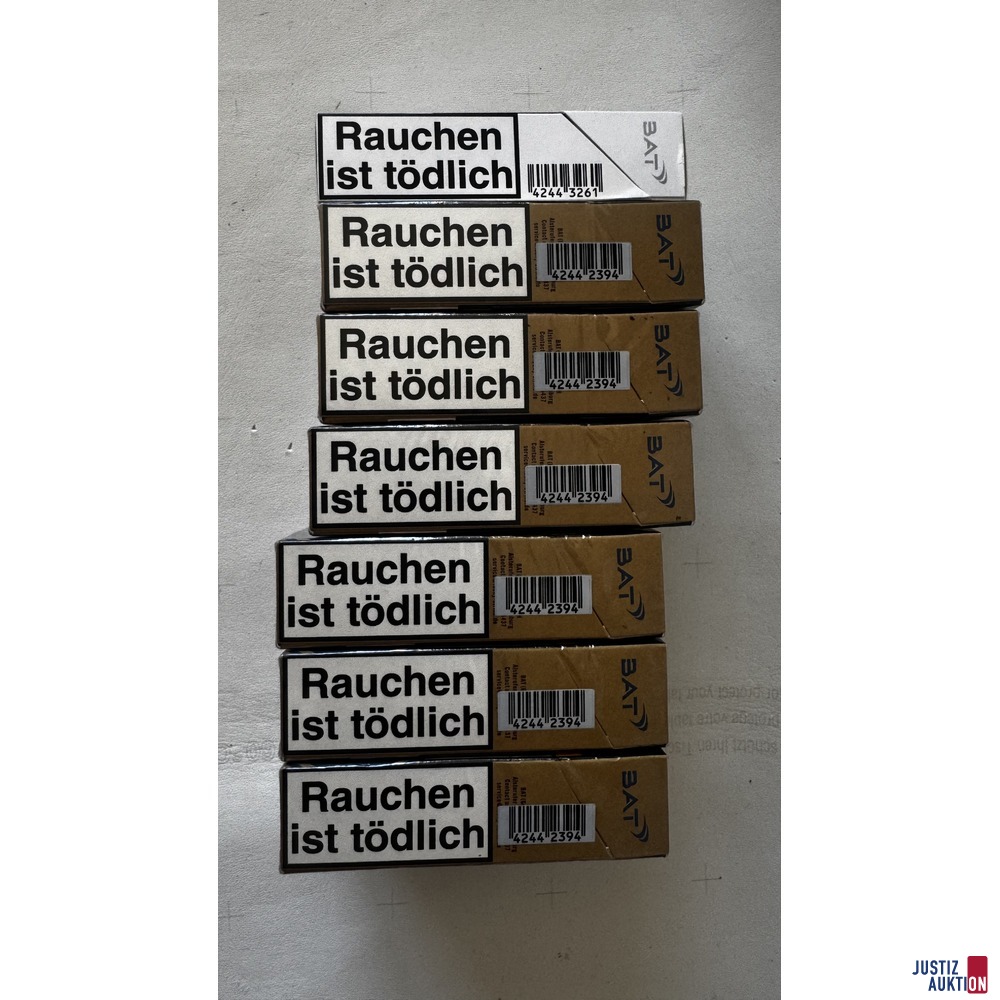 Rauchen
ist tödlich
4244 3261
BAT
Rauchen
ist tödlich
4244 2394
BAT
Rauchen
ist tödlich
4244 2394
BAT
Rauchen
ist tödlich
4244 2394
BAT
Rauchen
ist tödlich
4244 2394
BAT
Rauchen
ist tödlich
4244 2394
BAT
Rauchen
ist tödlich
4244 2394
BAT
JUSTIZ
AUKTION